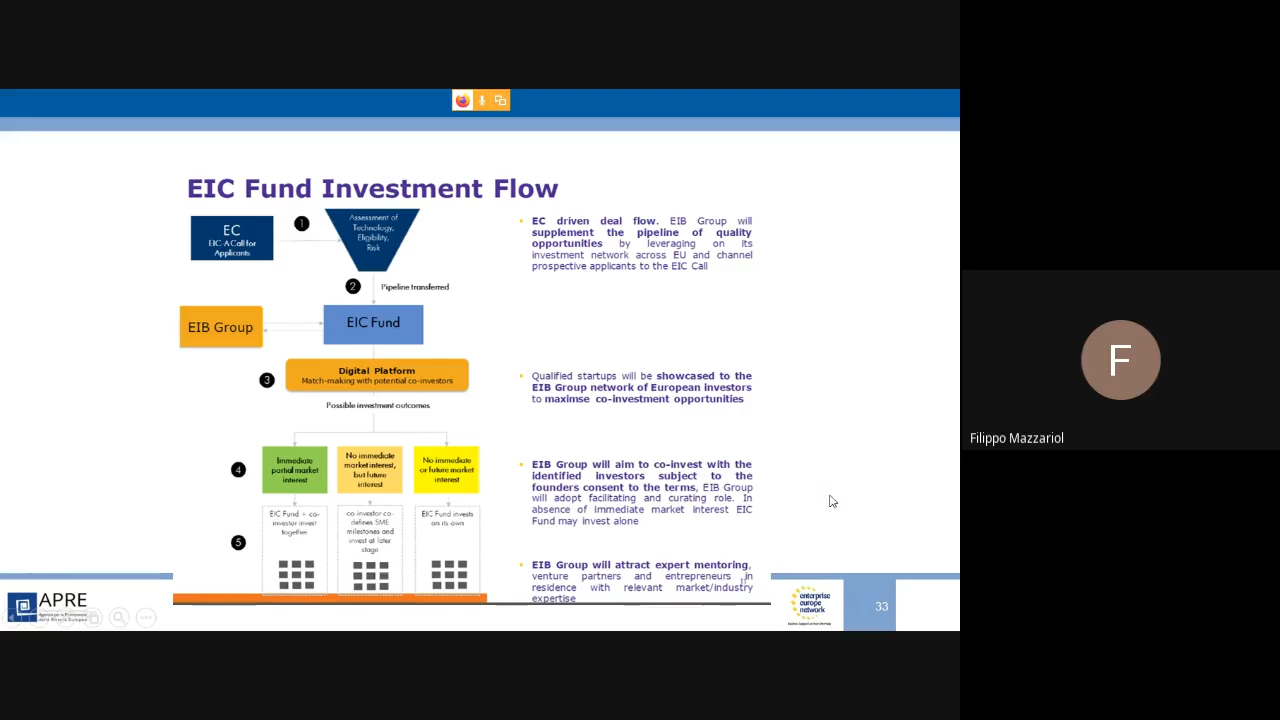 EIC Fund Investment Flow
EC
EIC-A Call for
Applicants
1
Assessment of
Technology,
Eligibility,
Risk
2
Pipeline transferred
EIB Group
EIC Fund
3
Digital Platform
Match-making with potential co-investors
Possible investment outcomes
4
Immediate
partial market
interest
No immediate
market interest,
but future
interest
No immediate
or future market
interest
5
EIC Fund + co-
investor invest
together
co-investor co-
defines SME
milestones and
invest at later
stage
EIC Fund invests
on its own
EC driven deal flow. EIB Group will
supplement the pipeline of quality
opportunities by leveraging on its
investment network across EU and channel
prospective applicants to the EIC Call
Qualified startups will be showcased to the
EIB Group network of European investors
to maximse co-investment opportunities
EIB Group will aim to co-invest with the
identified investors subject to the
founders consent to the terms, EIB Group
will adopt facilitating and curating role. In
absence of immediate market interest EIC
Fund may invest alone
EIB Group will attract expert mentoring,
venture partners and entrepreneurs in
residence with relevant market/industry
expertise
APRE
enterprise
europe
network
33
F
Filippo Mazzariol